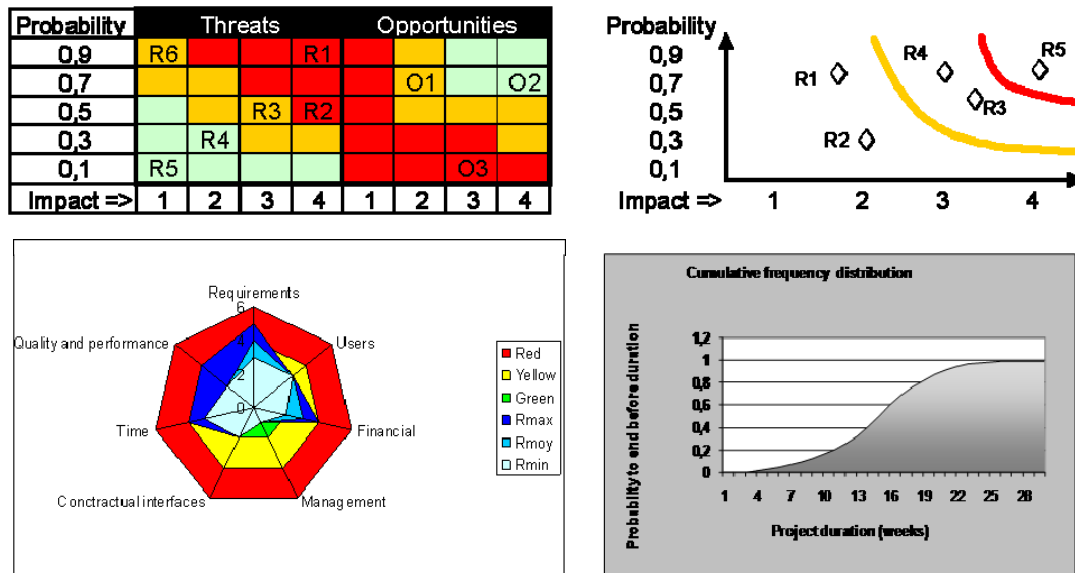 Probability Threats Opportunities
0,9 R6 R1
0,7 O1 O2
0,5 R3 R2
0,3 R4
0,1 R5 O3
Impact => 1 2 3 4 1 2 3 4
Probability
0,9
0,7
0,5
0,3
0,1
Impact => 1 2 3 4
R1
R4
R5
R3
R2
Requirements
6
4
2
0
Quality and performance
Users
Time
Financial
Conctractual interfaces
Management
Red
Yellow
Green
Rmax
Rmoy
Rmin
Cumulative frequency distribution
Probability to end before duration
1,2
1
0,8
0,6
0,4
0,2
0
1 4 7 10 13 16 19 22 25 28
Project duration (weeks)